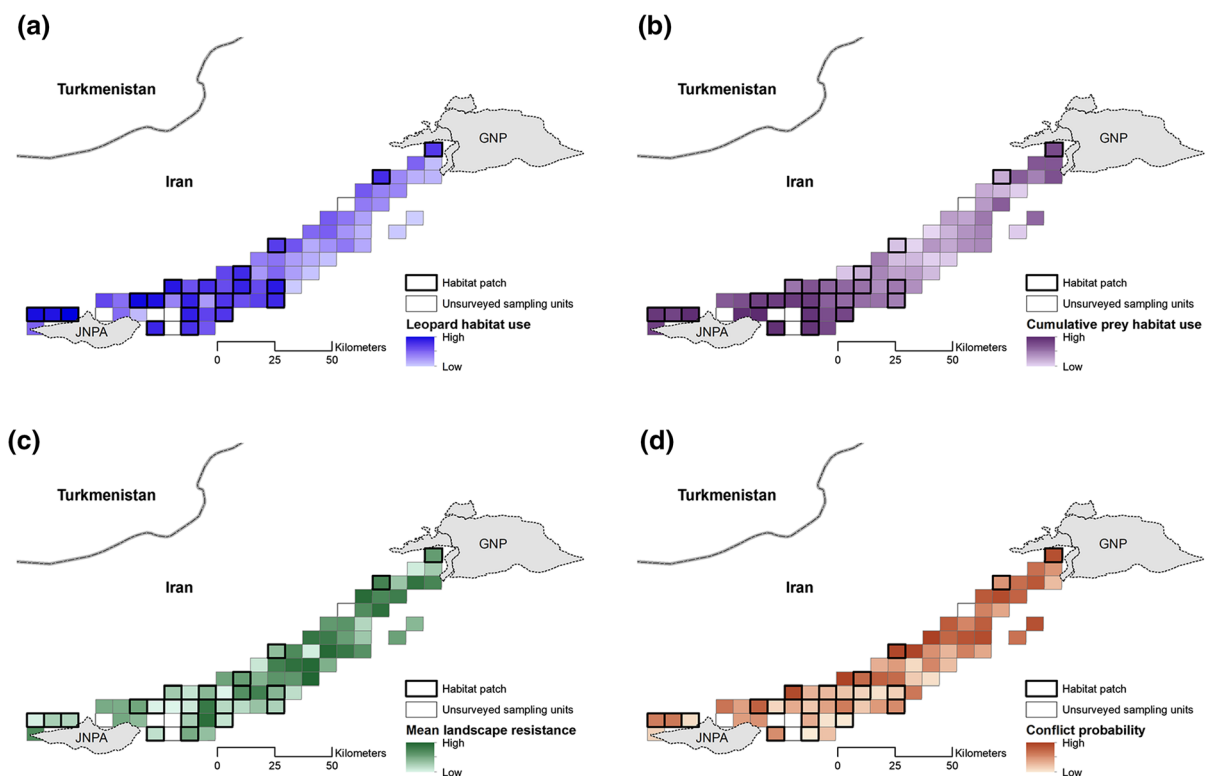 (a)
Turkmenistan
GNP
Iran
Habitat patch
Unsurveyed sampling units
JNPA
Leopard habitat use
High
Low
Kilometers
0 25 50
(b)
Turkmenistan
GNP
Iran
Habitat patch
Unsurveyed sampling units
JNPA
Cumulative prey habitat use
High
Low
Kilometers
0 25 50
(c)
Turkmenistan
GNP
Iran
Habitat patch
Unsurveyed sampling units
JNPA
Mean landscape resistance
High
Low
Kilometers
0 25 50
(d)
Turkmenistan
GNP
Iran
Habitat patch
Unsurveyed sampling units
JNPA
Conflict probability
High
Low
Kilometers
0 25 50